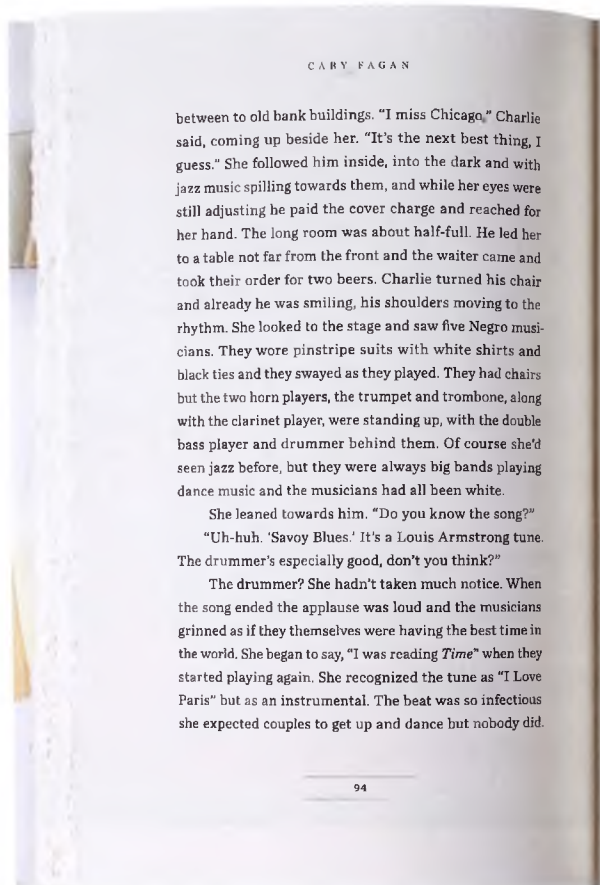 CARY FAGAN
between to old bank buildings. "I miss Chicago," Charlie
said, coming up beside her. "It's the next best thing, I
guess." She followed him inside, into the dark and with
jazz music spilling towards them, and while her eyes were
still adjusting he paid the cover charge and reached for
her hand. The long room was about half-full. He led her
to a table not far from the front and the waiter came and
took their order for two beers. Charlie turned his chair
and already he was smiling, his shoulders moving to the
rhythm. She looked to the stage and saw five Negro musi-
cians. They wore pinstripe suits with white shirts and
black ties and they swayed as they played. They had chairs
but the two horn players, the trumpet and trombone, along
with the clarinet player, were standing up, with the double
bass player and drummer behind them. Of course she'd
seen jazz before, but they were always big bands playing
dance music and the musicians had all been white.
She leaned towards him. "Do you know the song?"
"Uh-huh. 'Savoy Blues.' It's a Louis Armstrong tune.
The drummer's especially good, don't you think?"
The drummer? She hadn't taken much notice. When
the song ended the applause was loud and the musicians
grinned as if they themselves were having the best time in
the world. She began to say, "I was reading Time" when they
started playing again. She recognized the tune as "I Love
Paris" but as an instrumental. The beat was so infectious
she expected couples to get up and dance but nobody did.
94